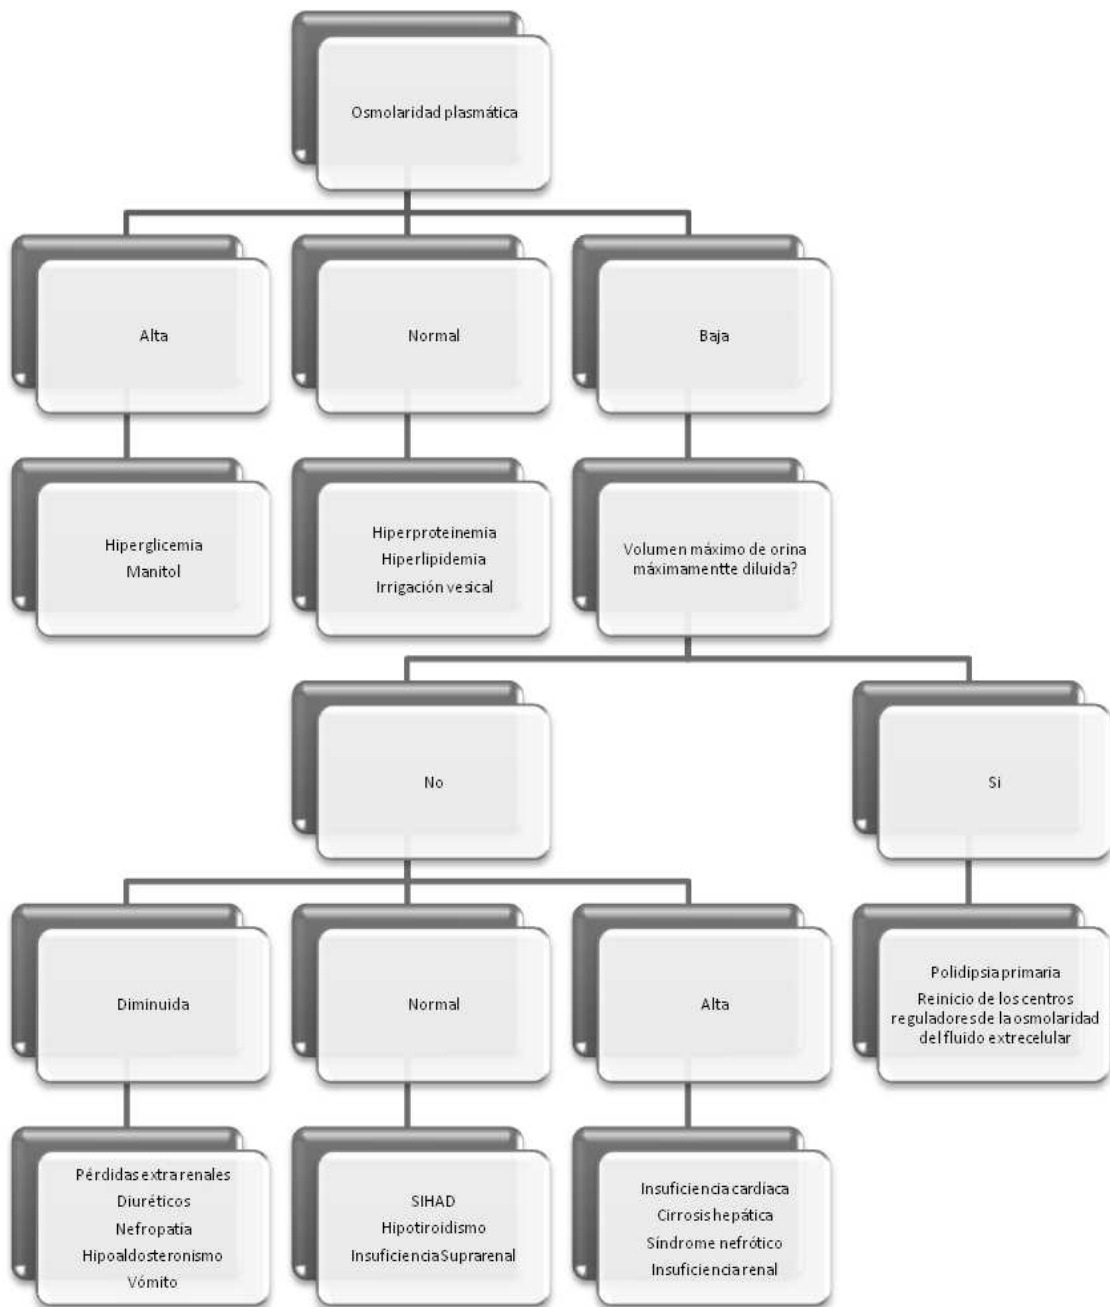 Osmolaridad plasmática
Alta
Normal
Baja
Hiperglicemia
Manitol
Hiperproteinemia
Hiperlipidemia
Irrigación vesical
Volumen máximo de orina
máximamentte diluida?
No
Si
Diminuida
Normal
Alta
Polidipsia primaria
Reinicio de los centros
reguladores de la osmolaridad
del fluido extrecelular
Pérdidas extra renales
Diuréticos
Nefropatía
Hipoaldosteronismo
Vómito
SIHAD
Hipotiroidismo
Insuficiencia Suprarenal
Insuficiencia cardíaca
Cirrosis hepática
Síndrome nefrótico
Insuficiencia renal